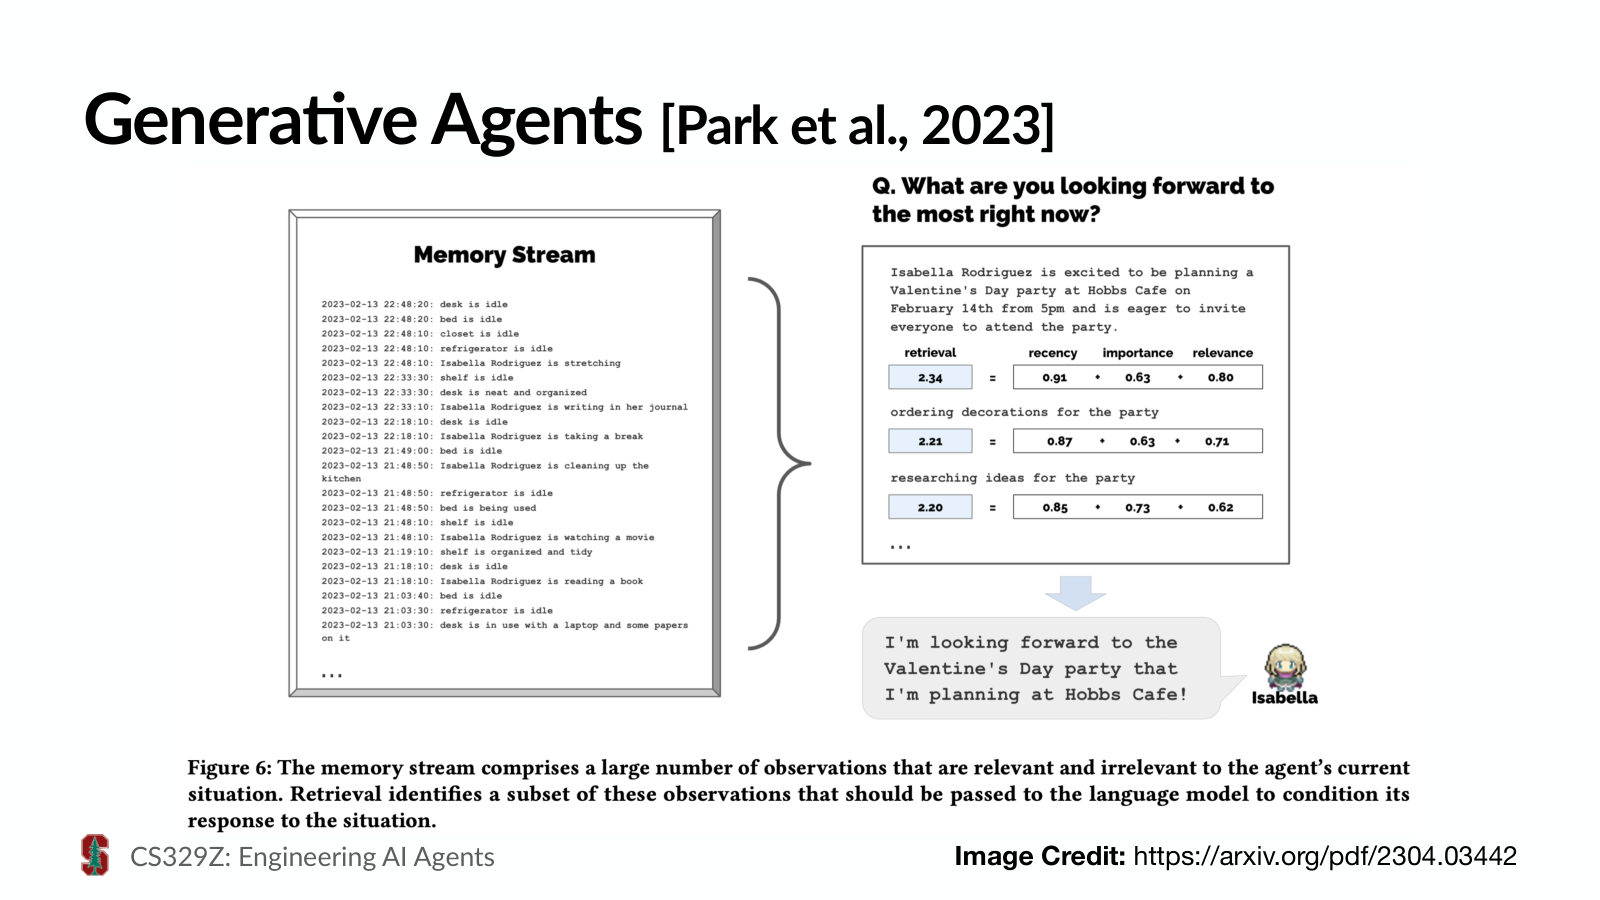 Generative Agents [Park et al., 2023]
Memory Stream
2023-02-13 22:48:20: desk is idle
2023-02-13 22:48:20: bed is idle
2023-02-13 22:48:10: closet is idle
2023-02-13 22:48:10: refrigerator is idle
2023-02-13 22:48:10: Isabella Rodriguez is stretching
2023-02-13 22:33:30: shelf is idle
2023-02-13 22:33:30: desk is neat and organized
2023-02-13 22:33:10: Isabella Rodriguez is writing in her journal
2023-02-13 22:18:10: desk is idle
2023-02-13 22:18:10: Isabella Rodriguez is taking a break
2023-02-13 21:49:00: bed is idle
2023-02-13 21:48:50: Isabella Rodriguez is cleaning up the
kitchen
2023-02-13 21:48:50: refrigerator is idle
2023-02-13 21:48:50: bed is being used
2023-02-13 21:48:10: shelf is idle
2023-02-13 21:48:10: Isabella Rodriguez is watching a movie
2023-02-13 21:19:10: shelf is organized and tidy
2023-02-13 21:18:10: desk is idle
2023-02-13 21:18:10: Isabella Rodriguez is reading a book
2023-02-13 21:03:40: bed is idle
2023-02-13 21:03:30: refrigerator is idle
2023-02-13 21:03:30: desk is in use with a laptop and some papers
on it
...
Q. What are you looking forward to
the most right now?
Isabella Rodriguez is excited to be planning a
Valentine's Day party at Hobbs Cafe on
February 14th from 5pm and is eager to invite
everyone to attend the party.
retrieval recency importance relevance
2.34 = 0.91 + 0.63 + 0.80
ordering decorations for the party
2.21 = 0.87 + 0.63 + 0.71
researching ideas for the party
2.20 = 0.85 + 0.73 + 0.62
...
I'm looking forward to the
Valentine's Day party that
I'm planning at Hobbs Cafe!
Isabella
Figure 6: The memory stream comprises a large number of observations that are relevant and irrelevant to the agent’s current
situation. Retrieval identifies a subset of these observations that should be passed to the language model to condition its
response to the situation.
S
CS329Z: Engineering AI Agents
Image Credit: https://arxiv.org/pdf/2304.03442